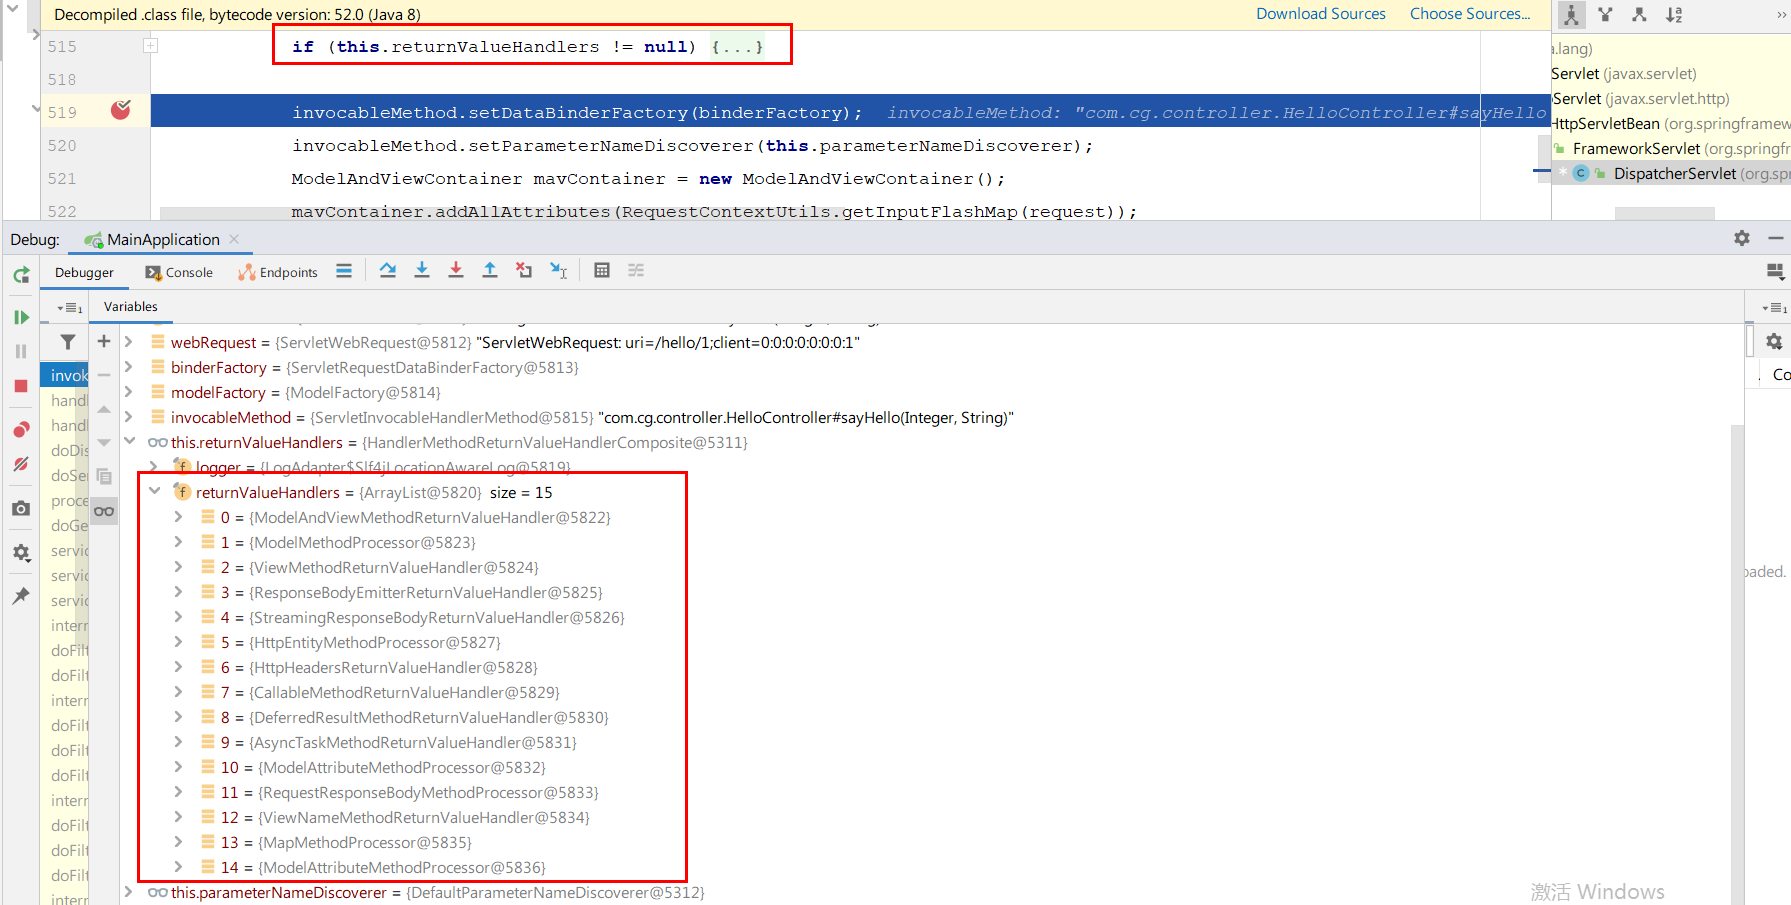 Decompiled .class file, bytecode version: 52.0 (Java 8)
Download Sources
Choose Sources...
515 if (this.returnValueHandlers != null) {...}
518
519 invocableMethod.setDataBinderFactory(binderFactory); invocableMethod: "com.cg.controller.HelloController#sayHello
520 invocableMethod.setParameterNameDiscoverer(this.parameterNameDiscoverer);
521 ModelAndViewContainer mavContainer = new ModelAndViewContainer();
522 mavContainer.addAllAttributes(RequestContextUtils.getInputFlashMap(request));
a.lang)
Servlet (javax.servlet)
Servlet (javax.servlet.http)
HttpServletBean (org.springframew
FrameworkServlet (org.springfr
DispatcherServlet (org.spr
Debug: MainApplication
Debugger Console Endpoints
Variables
webRequest = {ServletWebRequest@5812} "ServletWebRequest: uri=/hello/1;client=0:0:0:0:0:0:0:1"
binderFactory = {ServletRequestDataBinderFactory@5813}
modelFactory = {ModelFactory@5814}
invocableMethod = {ServletInvocableHandlerMethod@5815} "com.cg.controller.HelloController#sayHello(Integer, String)"
this.returnValueHandlers = {HandlerMethodReturnValueHandlerComposite@5311}
logger = {LogAdapter$Slf4jLocationAwareLog@5819}
returnValueHandlers = {ArrayList@5820} size = 15
0 = {ModelAndViewMethodReturnValueHandler@5822}
1 = {ModelMethodProcessor@5823}
2 = {ViewMethodReturnValueHandler@5824}
3 = {ResponseBodyEmitterReturnValueHandler@5825}
4 = {StreamingResponseBodyReturnValueHandler@5826}
5 = {HttpEntityMethodProcessor@5827}
6 = {HttpHeadersReturnValueHandler@5828}
7 = {CallableMethodReturnValueHandler@5829}
8 = {DeferredResultMethodReturnValueHandler@5830}
9 = {AsyncTaskMethodReturnValueHandler@5831}
10 = {ModelAttributeMethodProcessor@5832}
11 = {RequestResponseBodyMethodProcessor@5833}
12 = {ViewNameMethodReturnValueHandler@5834}
13 = {MapMethodProcessor@5835}
14 = {ModelAttributeMethodProcessor@5836}
this.parameterNameDiscoverer = {DefaultParameterNameDiscoverer@5312}
invok
handl
handl
doDis
doSer
proce
doGe
servic
servic
servic
intern
doFilt
doFilt
intern
doFilt
doFilt
intern
doFilt
doFilt
doFilt
intern
Co
oaded.
激活 Windows